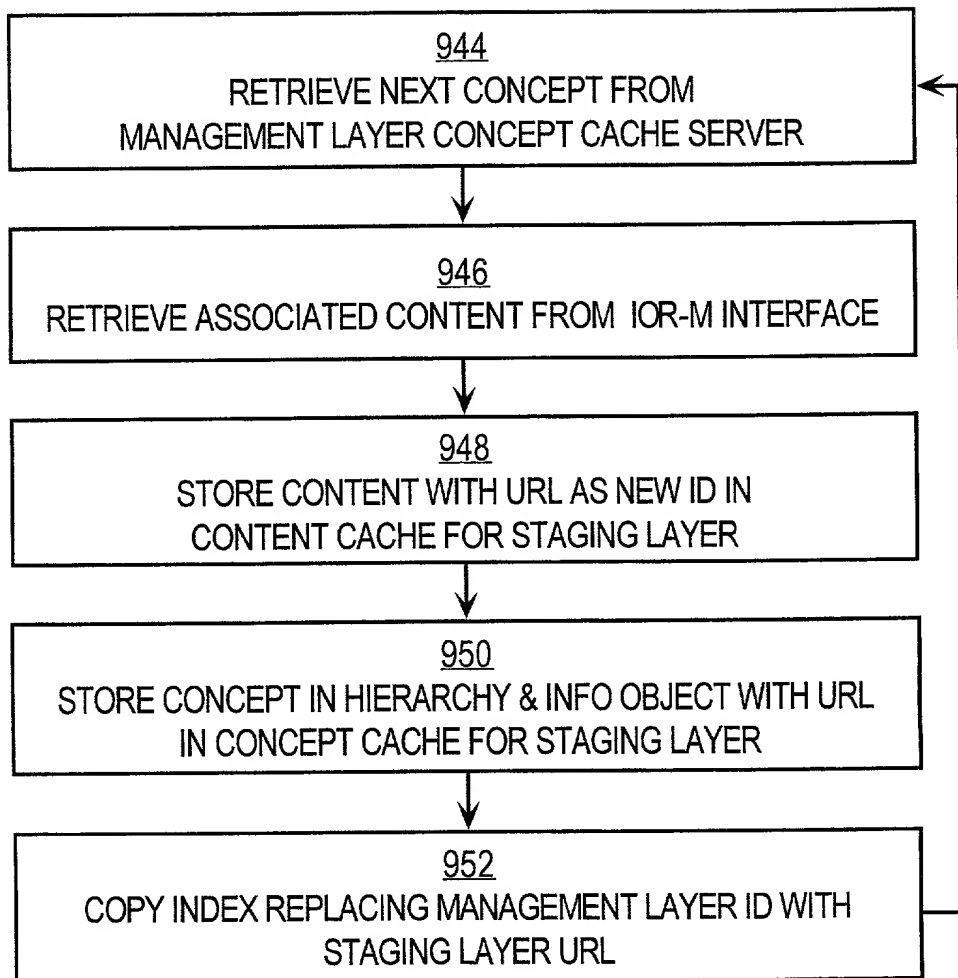 944
RETRIEVE NEXT CONCEPT FROM
MANAGEMENT LAYER CONCEPT CACHE SERVER
946
RETRIEVE ASSOCIATED CONTENT FROM IOR-M INTERFACE
948
STORE CONTENT WITH URL AS NEW ID IN
CONTENT CACHE FOR STAGING LAYER
950
STORE CONCEPT IN HIERARCHY & INFO OBJECT WITH URL
IN CONCEPT CACHE FOR STAGING LAYER
952
COPY INDEX REPLACING MANAGEMENT LAYER ID WITH
STAGING LAYER URL